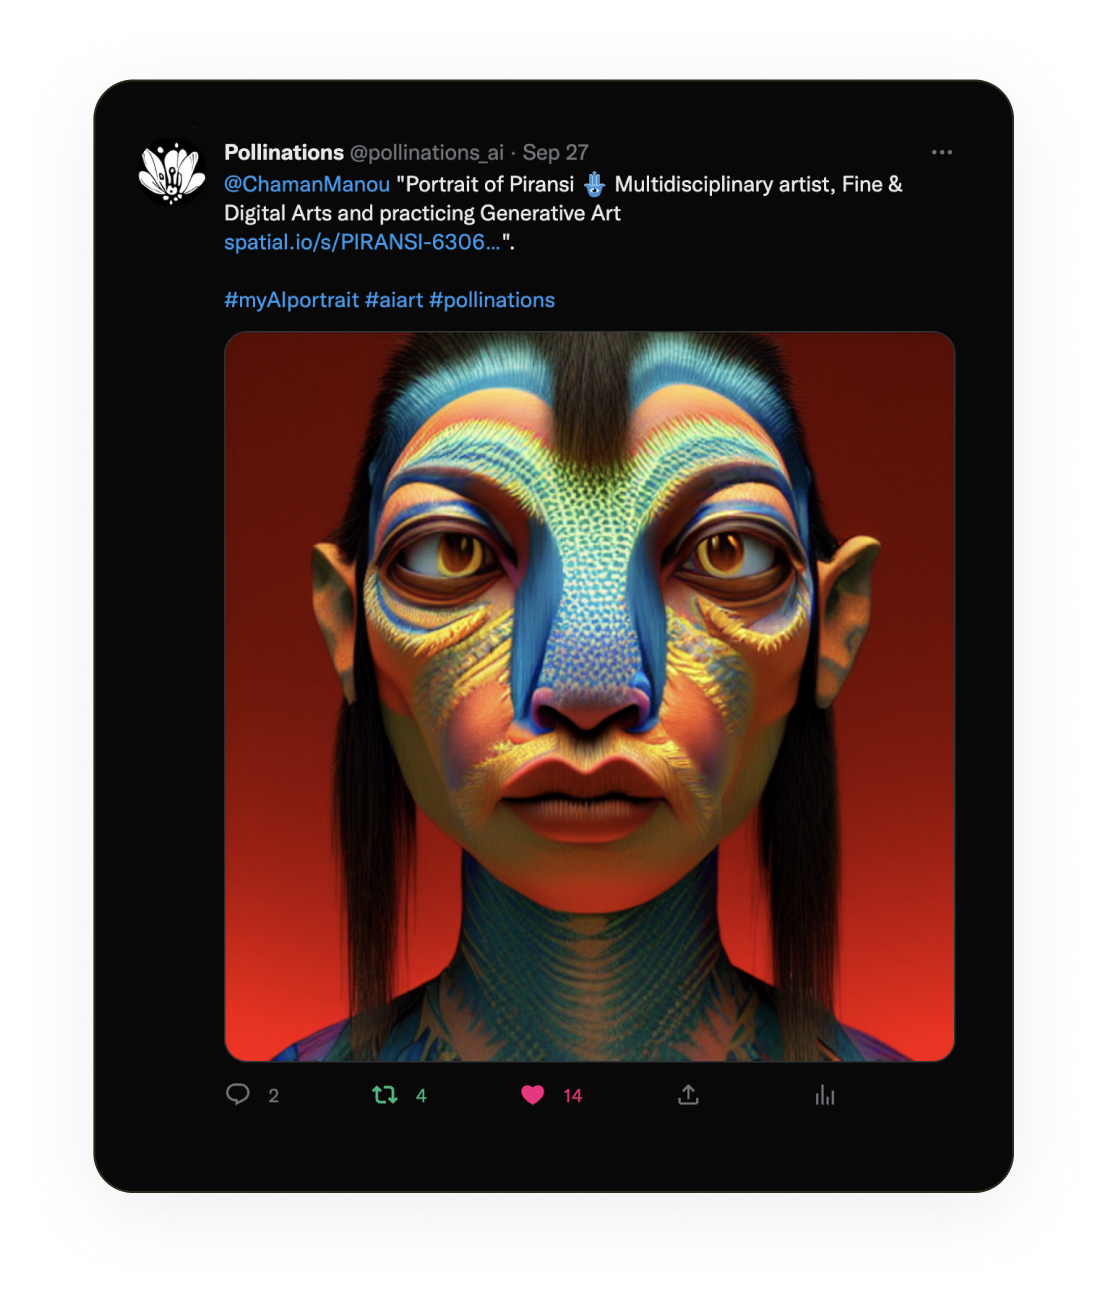 Pollinations @pollinations_ai · Sep 27
@ChamanManou "Portrait of Piransi 🪬 Multidisciplinary artist, Fine &
Digital Arts and practicing Generative Art
spatial.io/s/PIRANSI-6306…".
#myAIportrait #aiart #pollinations
2 4 14